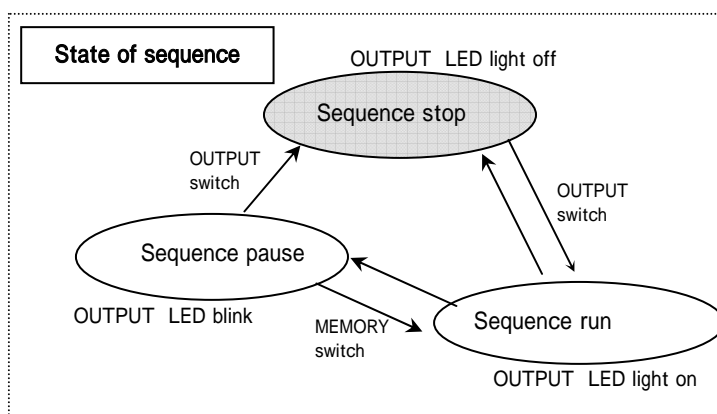 State of sequence
OUTPUT LED light off
Sequence stop
OUTPUT
switch
OUTPUT
switch
Sequence pause
OUTPUT LED blink
MEMORY
switch
Sequence run
OUTPUT LED light on